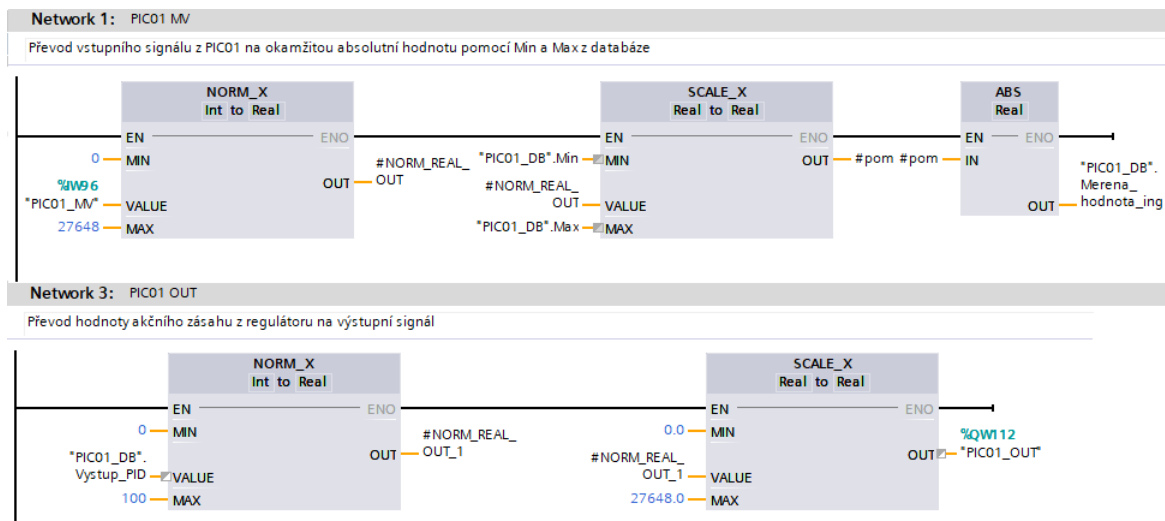 Network 1: PIC01 MV
Převod vstupního signálu z PIC01 na okamžitou absolutní hodnotu pomocí Min a Max z databáze
NORM_X
Int to Real
EN
ENO
0
MIN
%IW96
"PIC01_MV"
VALUE
27648
MAX
OUT
#NORM_REAL_
OUT
SCALE_X
Real to Real
EN
ENO
"PIC01_DB".Min
MIN
#NORM_REAL_
OUT
VALUE
"PIC01_DB".Max
MAX
OUT
#pom
ABS
Real
EN
ENO
#pom
IN
OUT
"PIC01_DB".
Merena_
hodnota_ing
Network 3: PIC01 OUT
Převod hodnoty akčního zásahu z regulátoru na výstupní signál
NORM_X
Int to Real
EN
ENO
0
MIN
"PIC01_DB".
Vystup_PID
VALUE
100
MAX
OUT
#NORM_REAL_
OUT_1
SCALE_X
Real to Real
EN
ENO
0.0
MIN
#NORM_REAL_
OUT_1
VALUE
27648.0
MAX
OUT
%QW112
"PIC01_OUT"